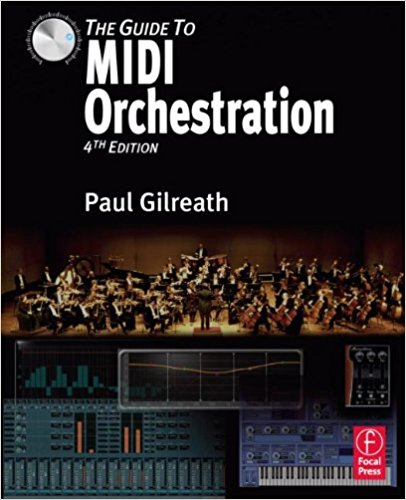 THE GUIDE TO
MIDI
Orchestration
4TH EDITION
Paul Gilreath
Focal
Press